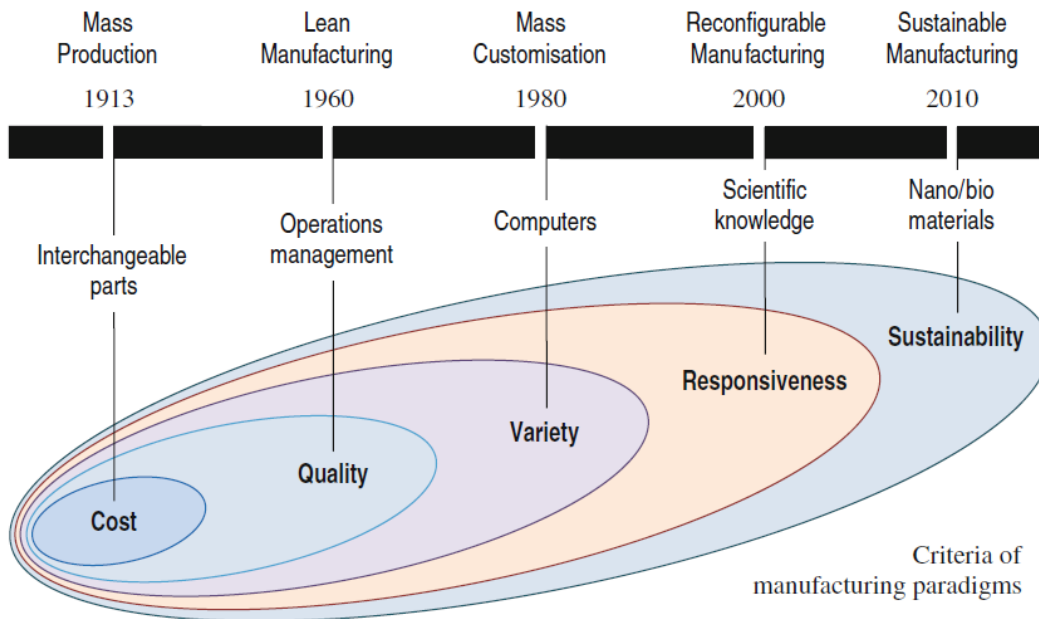 Mass
Production
1913
Lean
Manufacturing
1960
Mass
Customisation
1980
Reconfigurable
Manufacturing
2000
Sustainable
Manufacturing
2010
Interchangeable
parts
Operations
management
Computers
Scientific
knowledge
Nano/bio
materials
Cost
Quality
Variety
Responsiveness
Sustainability
Criteria of
manufacturing paradigms